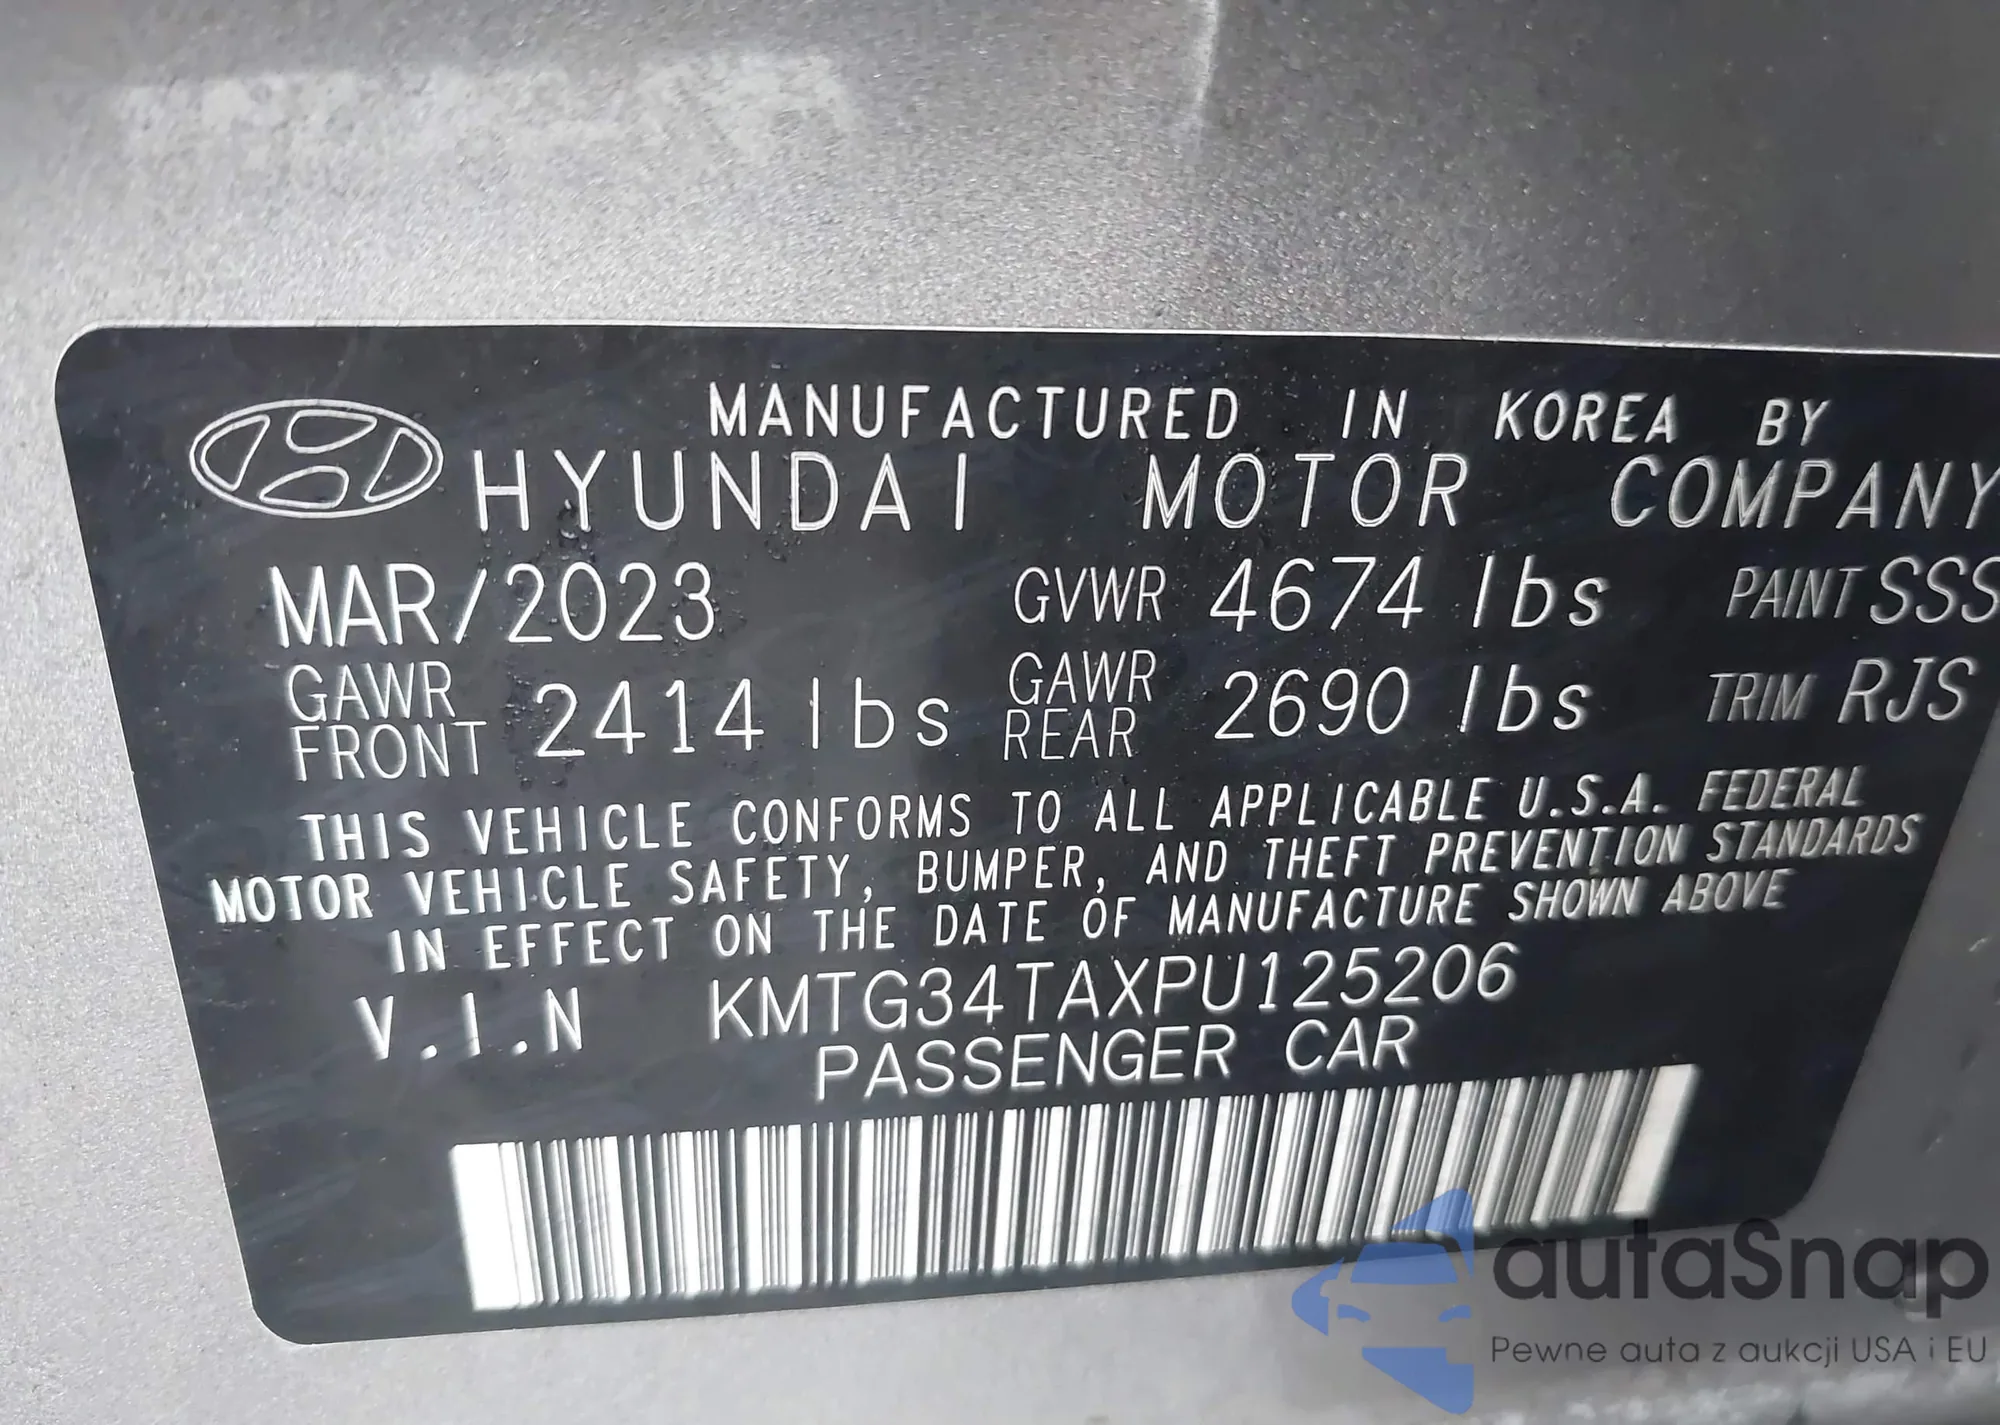 MANUFACTURED IN KOREA BY
HYUNDAI MOTOR COMPANY
MAR/2023 GVWR 4674 lbs PAINT SSS
GAWR FRONT 2414 lbs GAWR REAR 2690 lbs TRIM RJS
THIS VEHICLE CONFORMS TO ALL APPLICABLE U.S.A. FEDERAL
MOTOR VEHICLE SAFETY, BUMPER, AND THEFT PREVENTION STANDARDS
IN EFFECT ON THE DATE OF MANUFACTURE SHOWN ABOVE
V.I.N KMTG34TAXPU125206
PASSENGER CAR
autaSnap
Pewne auta z aukcji USA i EU